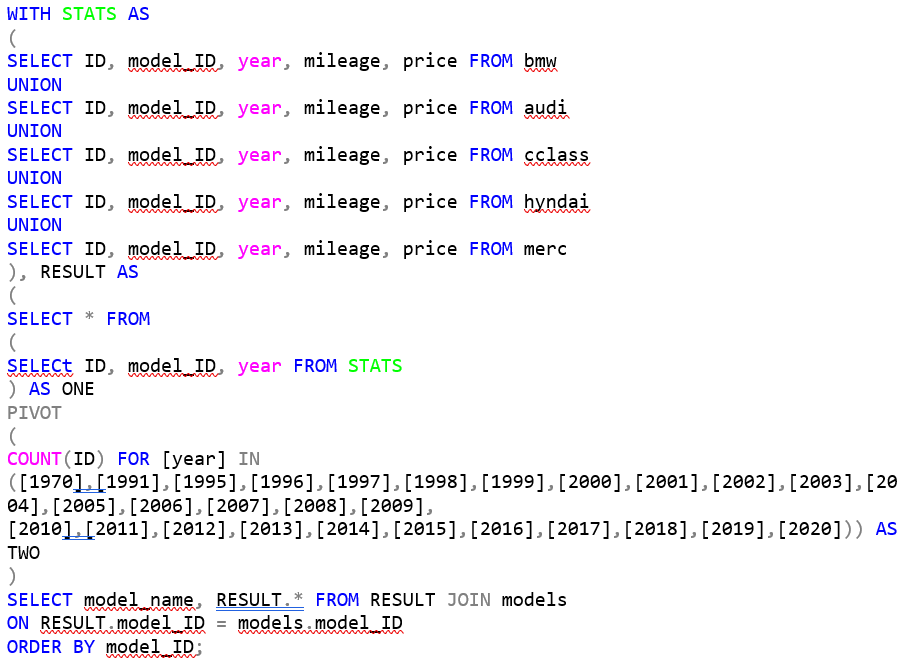 WITH STATS AS
(
SELECT ID, model_ID, year, mileage, price FROM bmw
UNION
SELECT ID, model_ID, year, mileage, price FROM audi
UNION
SELECT ID, model_ID, year, mileage, price FROM cclass
UNION
SELECT ID, model_ID, year, mileage, price FROM hyndai
UNION
SELECT ID, model_ID, year, mileage, price FROM merc
), RESULT AS
(
SELECT * FROM
(
SELECt ID, model_ID, year FROM STATS
) AS ONE
PIVOT
(
COUNT(ID) FOR [year] IN
([1970],[1991],[1995],[1996],[1997],[1998],[1999],[2000],[2001],[2002],[2003],[20
04],[2005],[2006],[2007],[2008],[2009],
[2010],[2011],[2012],[2013],[2014],[2015],[2016],[2017],[2018],[2019],[2020])) AS
TWO
)
SELECT model_name, RESULT.* FROM RESULT JOIN models
ON RESULT.model_ID = models.model_ID
ORDER BY model_ID;